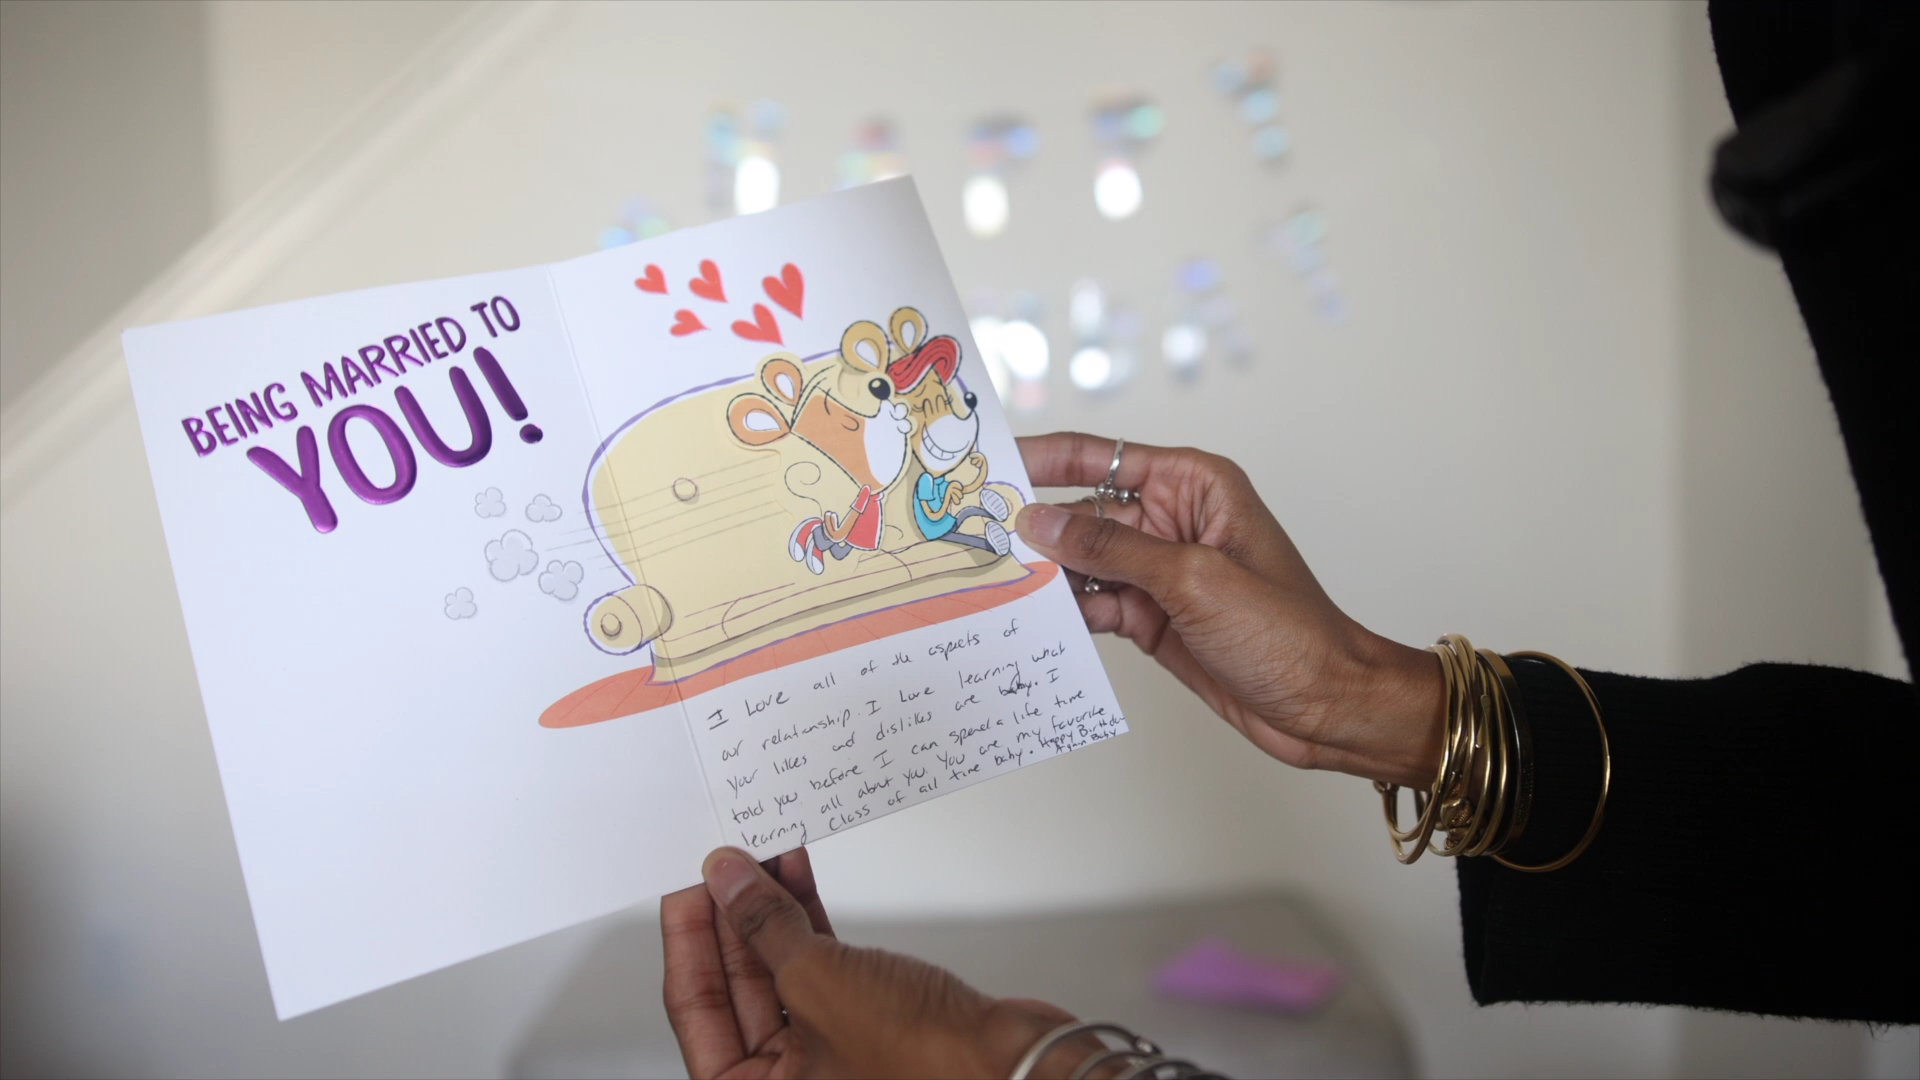 BEING MARRIED TO
YOU!
I Love all of the aspects of
our relationship. I Love learning what
your likes and dislikes are baby. I
told you before I can spend a life time
learning all about you. You are my favorite
Class of all time baby. Happy Birthday
Again Baby